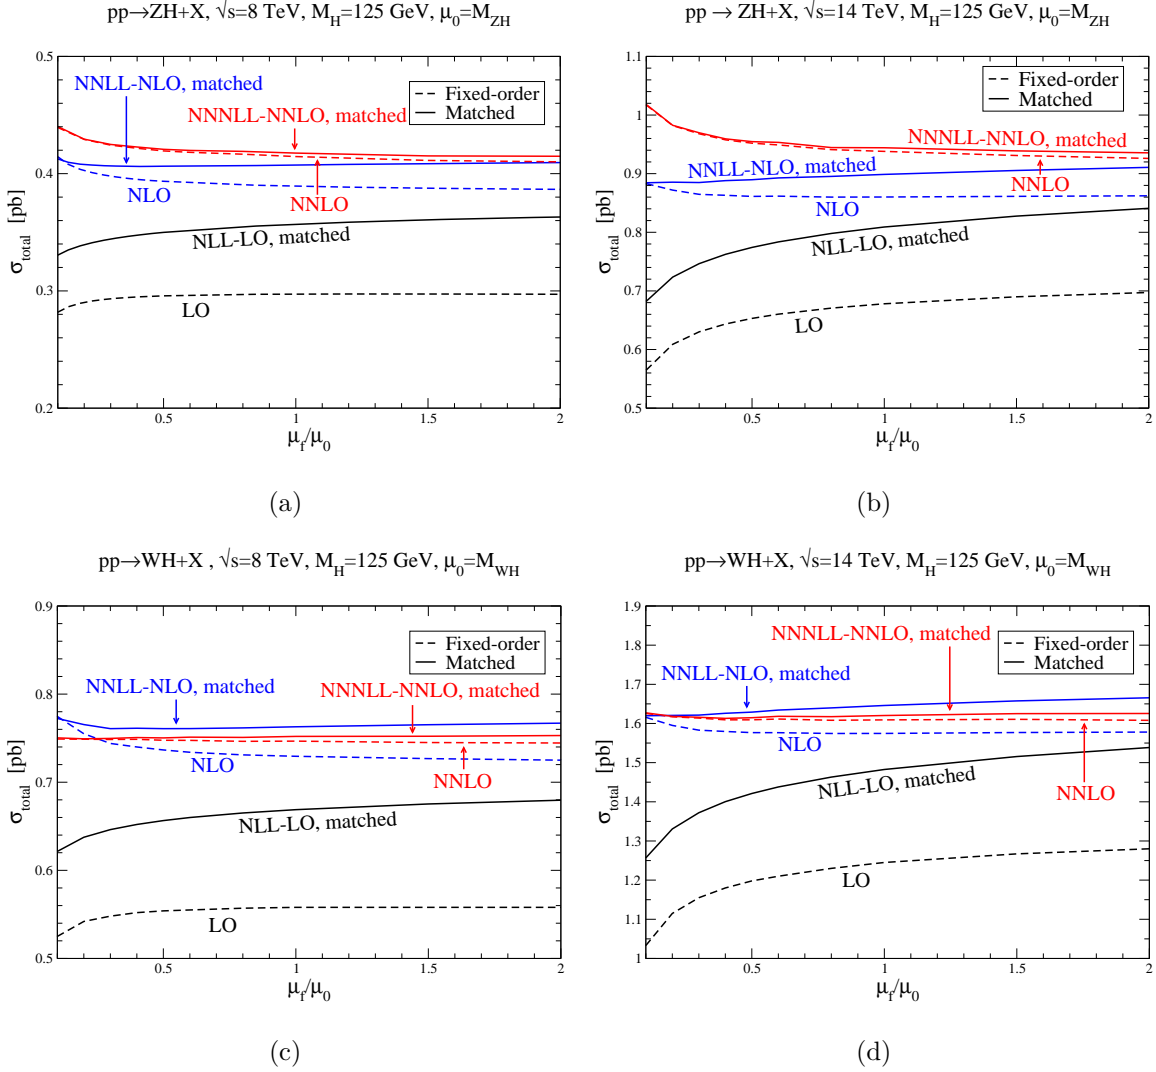 pp→ZH+X, √s=8 TeV, M_H=125 GeV, μ_0=M_ZH
0.5
NNLL-NLO, matched
Fixed-order
Matched
NNNLL-NNLO, matched
0.4
NLO
NNLO
σ_total [pb]
NLL-LO, matched
0.3
LO
0.2
0.5
1
1.5
2
μ_f/μ_0
(a)
pp → ZH+X, √s=14 TeV, M_H=125 GeV, μ_0=M_ZH
1.1
Fixed-order
Matched
1
NNNLL-NNLO, matched
NNLL-NLO, matched
0.9
NNLO
NLO
0.8
σ_total [pb]
NLL-LO, matched
0.7
LO
0.6
0.5
0.5
1
1.5
2
μ_f/μ_0
(b)
pp→WH+X , √s=8 TeV, M_H=125 GeV, μ_0=M_WH
0.9
Fixed-order
Matched
0.8
NNLL-NLO, matched
NNNLL-NNLO, matched
NLO
NNLO
σ_total [pb]
0.7
NLL-LO, matched
0.6
LO
0.5
0.5
1
1.5
2
μ_f/μ_0
(c)
pp→WH+X, √s=14 TeV, M_H=125 GeV, μ_0=M_WH
1.9
NNNLL-NNLO, matched
Fixed-order
Matched
1.8
NNLL-NLO, matched
1.7
1.6
NLO
NNLO
1.5
σ_total [pb]
NLL-LO, matched
1.4
1.3
1.2
LO
1.1
1
0.5
1
1.5
2
μ_f/μ_0
(d)